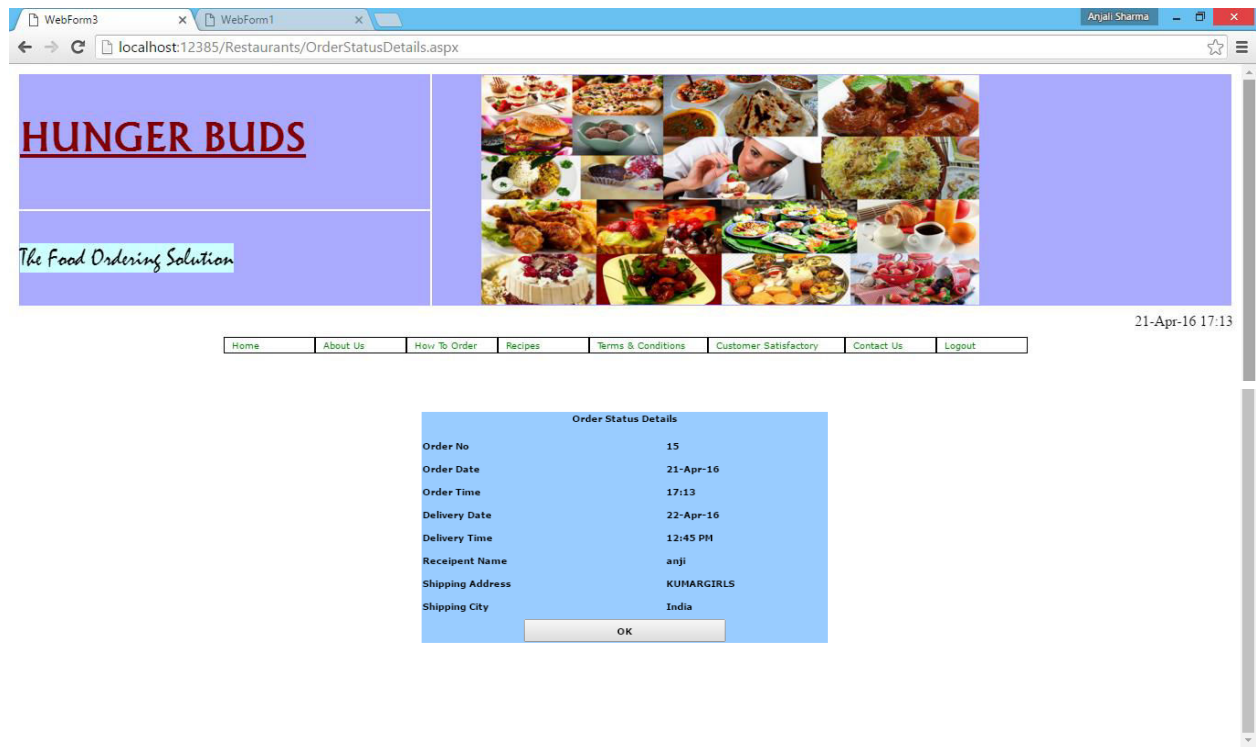 WebForm3
WebForm1
Anjali Sharma
localhost:12385/Restaurants/OrderStatusDetails.aspx
HUNGER BUDS
The Food Ordering Solution
21-Apr-16 17:13
Home About Us How To Order Recipes Terms & Conditions Customer Satisfactory Contact Us Logout
Order Status Details
Order No 15
Order Date 21-Apr-16
Order Time 17:13
Delivery Date 22-Apr-16
Delivery Time 12:45 PM
Receipent Name anji
Shipping Address KUMARGIRLS
Shipping City India
OK